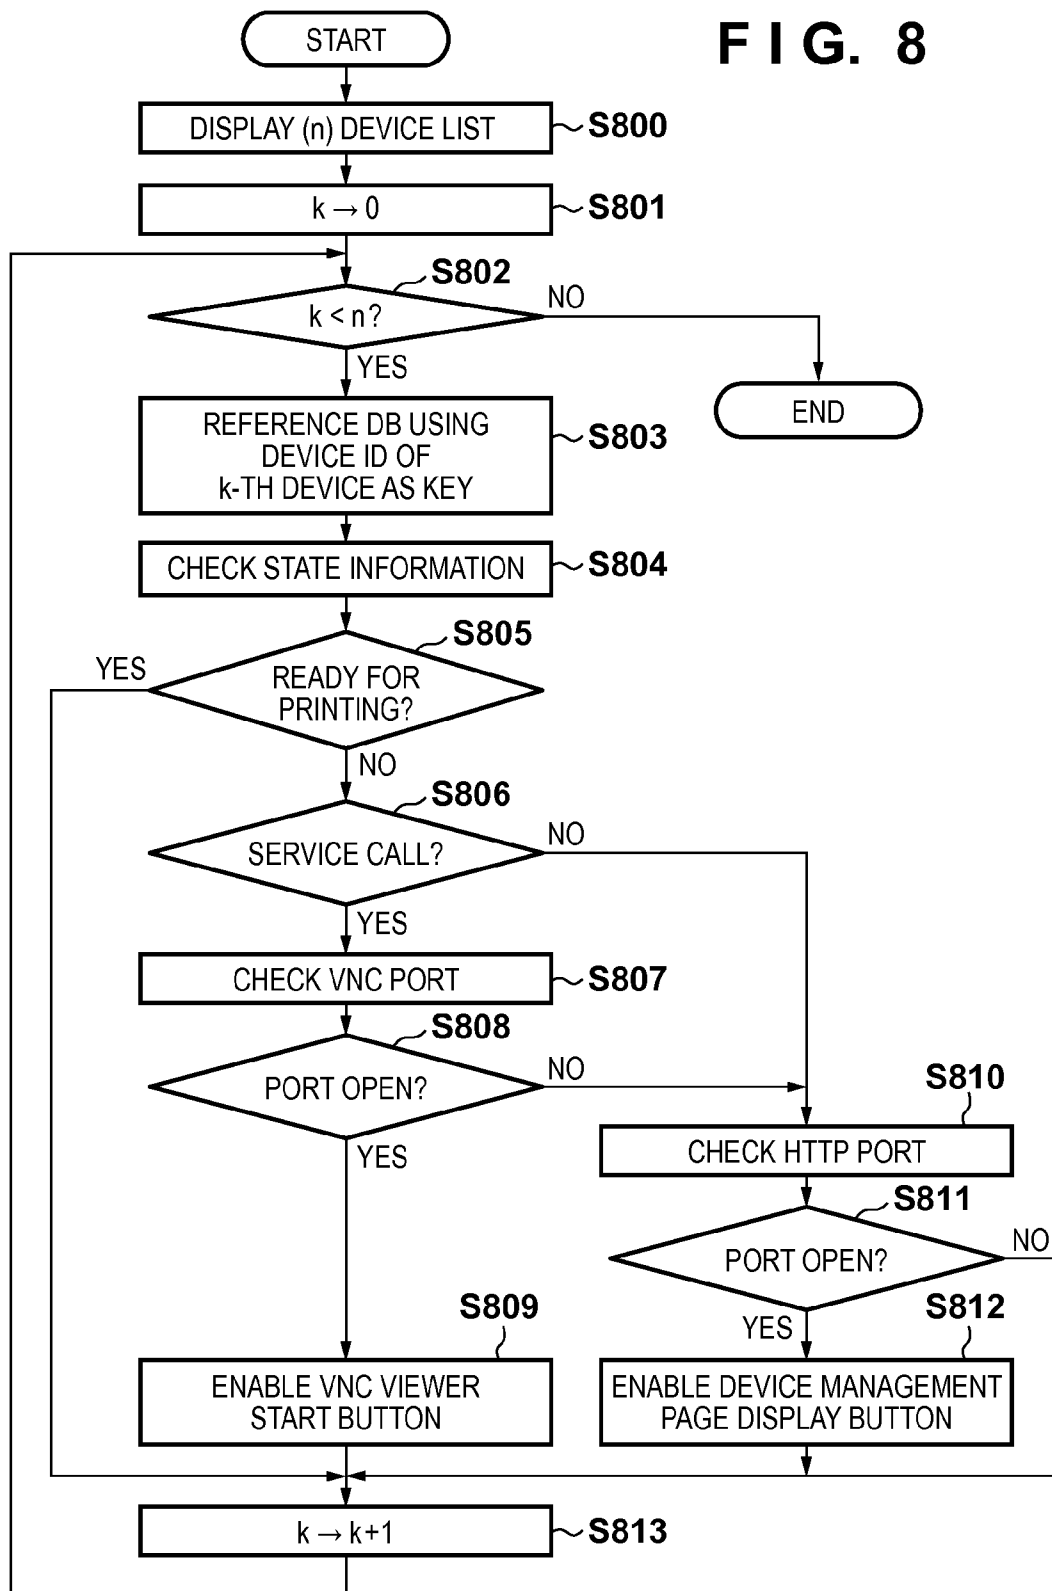 FIG. 8
START
DISPLAY (n) DEVICE LIST
S800
k → 0
S801
S802
k < n?
NO
YES
END
REFERENCE DB USING
DEVICE ID OF
k-TH DEVICE AS KEY
S803
CHECK STATE INFORMATION
S804
S805
YES
READY FOR
PRINTING?
NO
S806
SERVICE CALL?
NO
YES
CHECK VNC PORT
S807
S808
PORT OPEN?
NO
YES
S810
CHECK HTTP PORT
S811
PORT OPEN?
NO
YES
S809
S812
ENABLE VNC VIEWER
START BUTTON
ENABLE DEVICE MANAGEMENT
PAGE DISPLAY BUTTON
k → k+1
S813